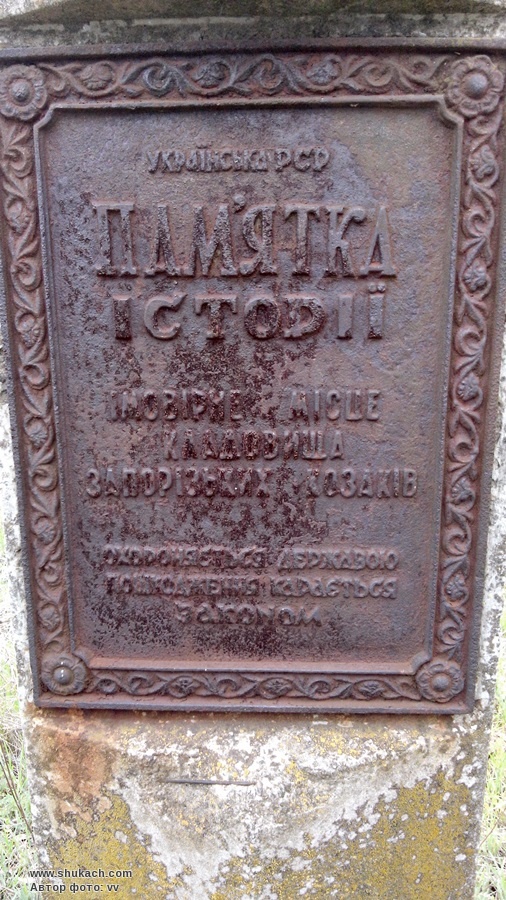 УКРАЇНСЬКА РСР
ПАМ'ЯТКА
ІСТОРІЇ
ІМОВІРНЕ МІСЦЕ
КЛАДОВИЩА
ЗАПОРІЗЬКИХ КОЗАКІВ
ОХОРОНЯЄТЬСЯ ДЕРЖАВОЮ
ПОШКОДЖЕННЯ КАРАЄТЬСЯ
ЗАКОНОМ
www.shukach.com
Автор фото: vv